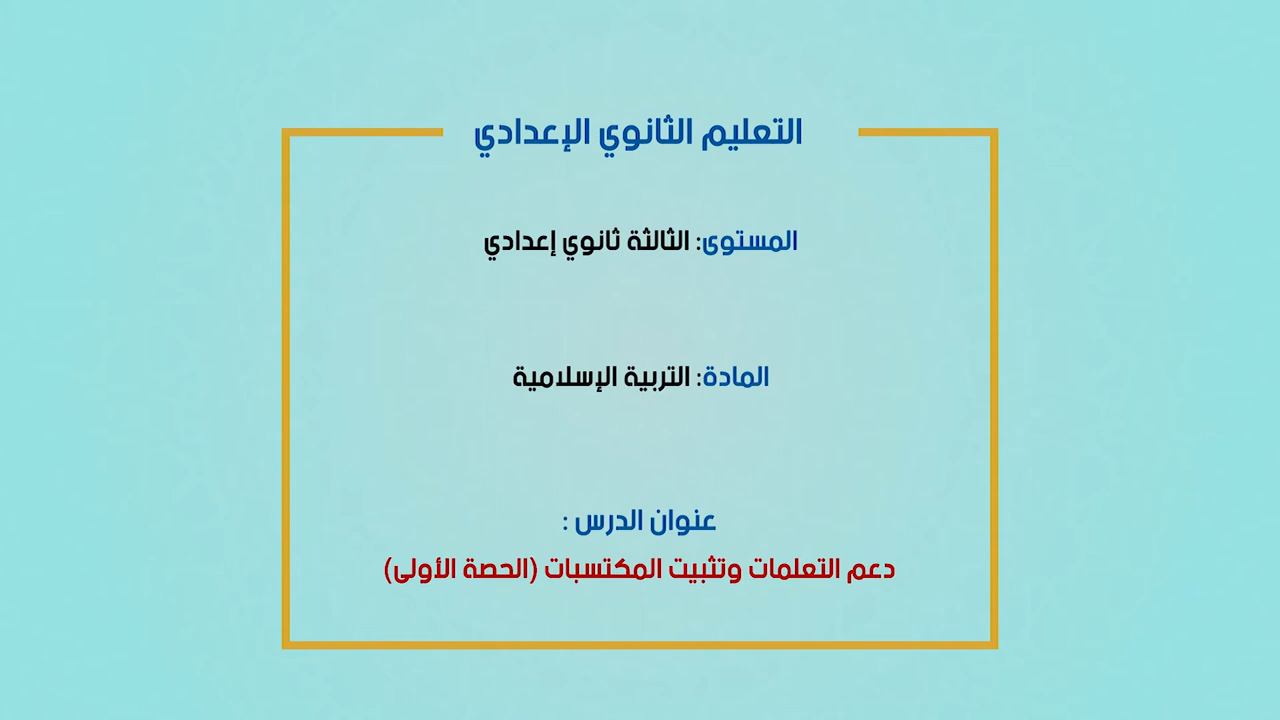 التعليم الثانوي الإعدادي
المستوى: الثالثة ثانوي إعدادي
المادة: التربية الإسلامية
عنوان الدرس :
دعم التعلمات وتثبيت المكتسبات (الحصة الأولى)